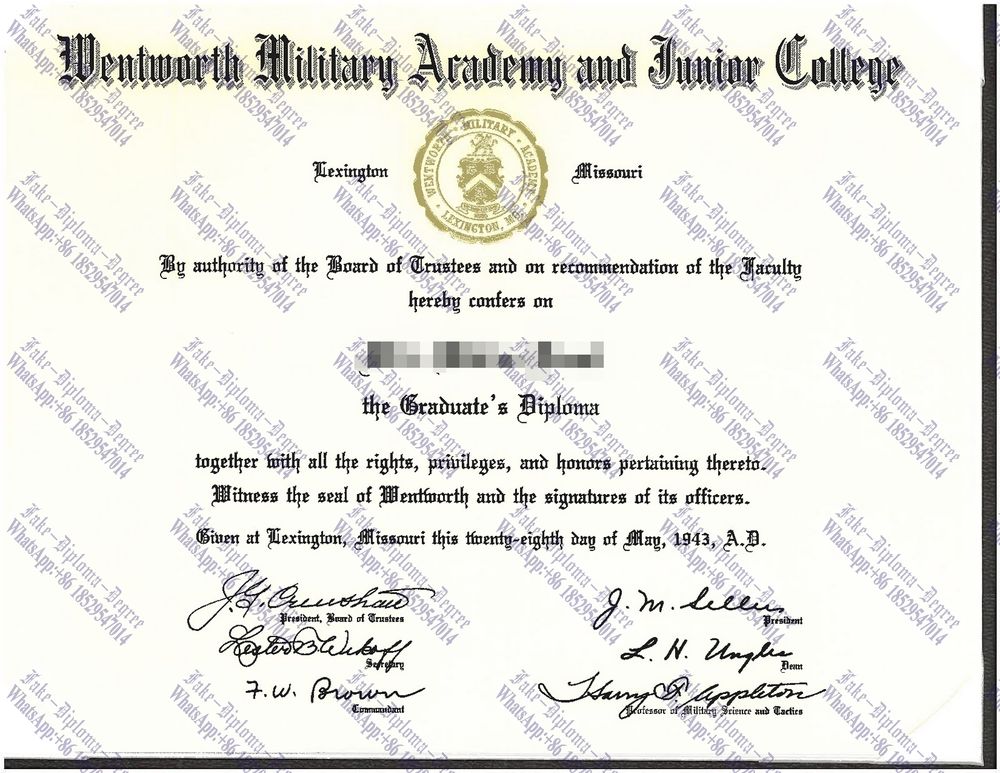 Wentworth Military Academy and Junior College
WENTWORTH · MILITARY · ACADEMY
· LEXINGTON, MO. ·
Lexington
Missouri
By authority of the Board of Trustees and on recommendation of the Faculty
hereby confers on
the Graduate's Diploma
together with all the rights, privileges, and honors pertaining thereto.
Witness the seal of Wentworth and the signatures of its officers.
Given at Lexington, Missouri this twenty-eighth day of May, 1943, A.D.
J.G. Crenshaw
President, Board of Trustees
J. M. Sellers
President
Lester B Wikoff
Secretary
L. H. Ungles
Dean
F. W. Brown
Commandant
Harry F. Appleton
Professor of Military Science and Tactics
Fake-Diploma-Degree
WhatsApp:+86 18529547014